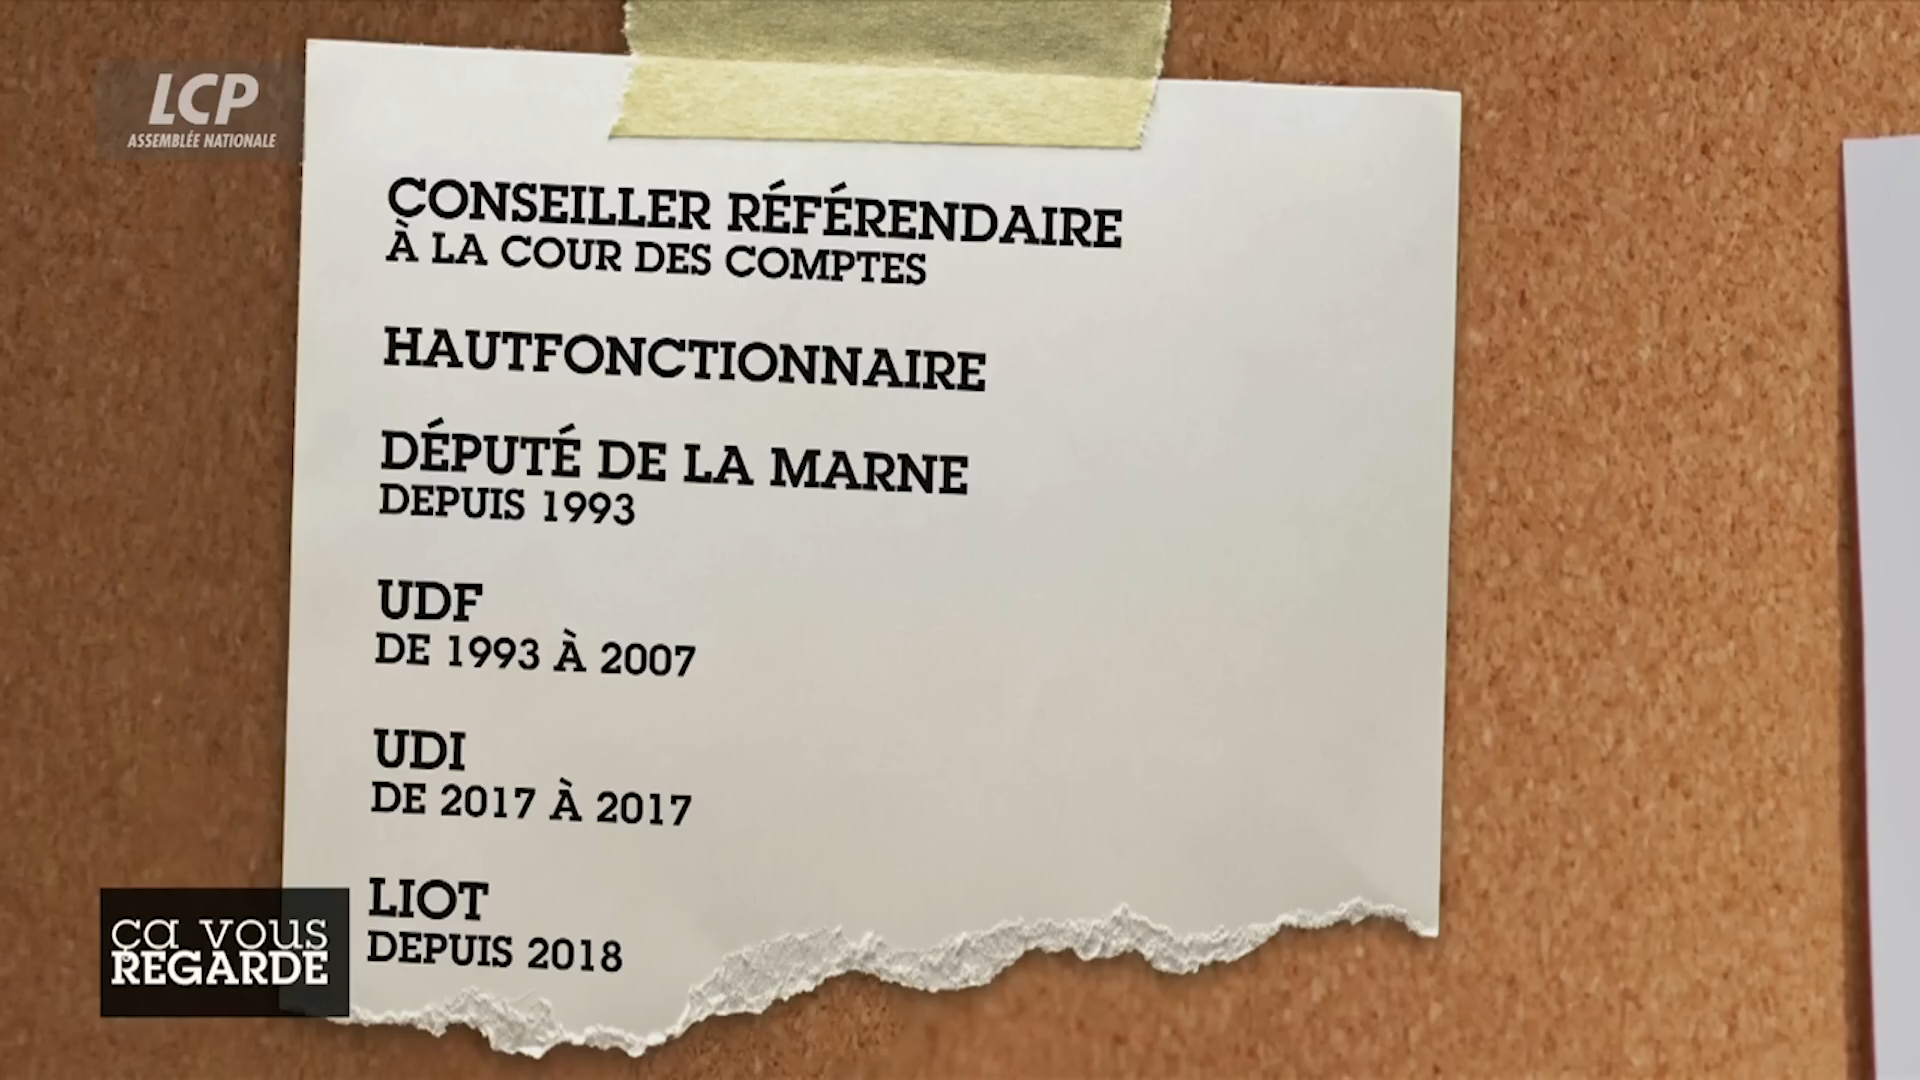 LCP
ASSEMBLÉE NATIONALE
CONSEILLER RÉFÉRENDAIRE
À LA COUR DES COMPTES
HAUTFONCTIONNAIRE
DÉPUTÉ DE LA MARNE
DEPUIS 1993
UDF
DE 1993 À 2007
UDI
DE 2017 À 2017
LIOT
DEPUIS 2018
ça vous
REGARDE